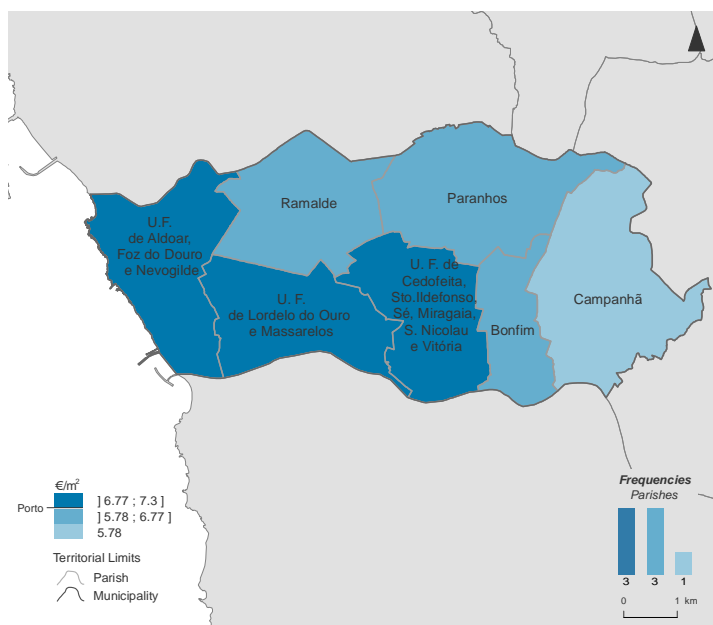 Ramalde
Paranhos
U.F.
de Aldoar,
Foz do Douro
e Nevogilde
U. F.
de Lordelo do Ouro
e Massarelos
U. F. de
Cedofeita,
Sto.Ildefonso,
Sé. Miragaia,
S. Nicolau
e Vitória
Bonfim
Campanhã
€/m²
Porto
] 6.77 ; 7.3 ]
] 5.78 ; 6.77 ]
5.78
Territorial Limits
Parish
Municipality
Frequencies
Parishes
3 3 1
0 1 km